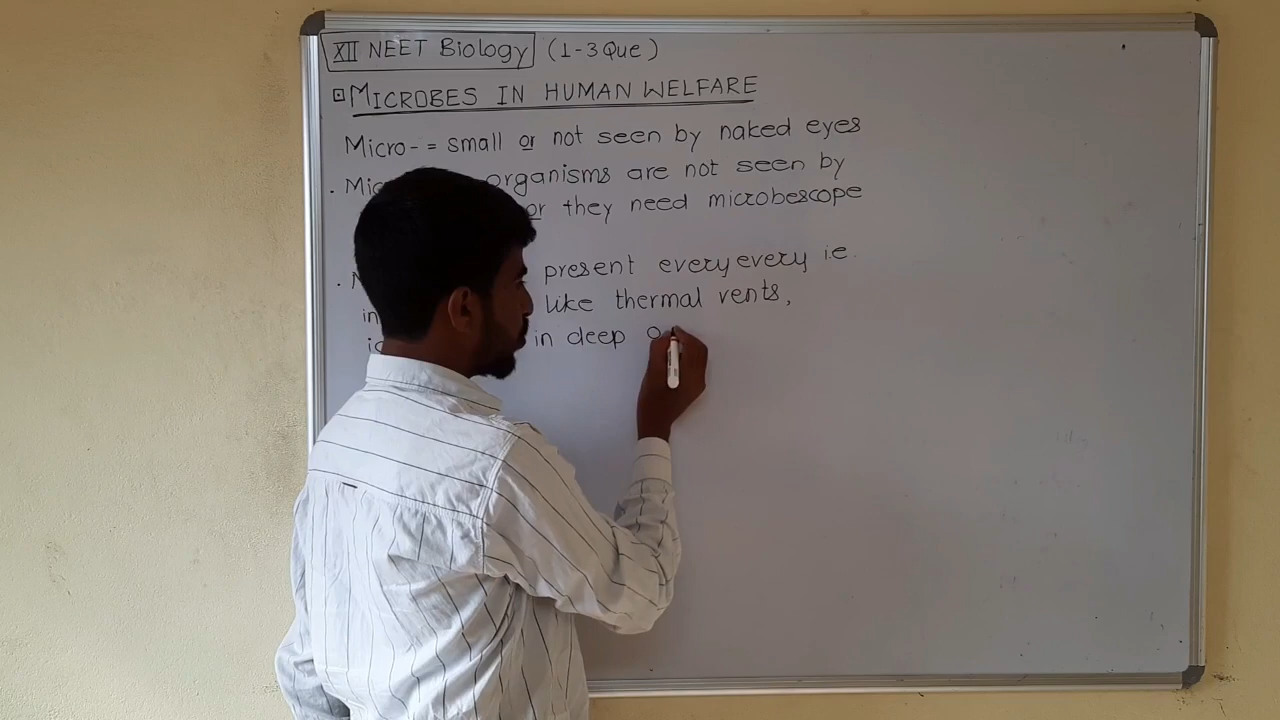 XII NEET Biology (1-3 Que)
MICROBES IN HUMAN WELFARE
Micro- = small or not seen by naked eyes
organisms are not seen by
or they need microbescope
present everyevery i.e.
like thermal vents,
in deep